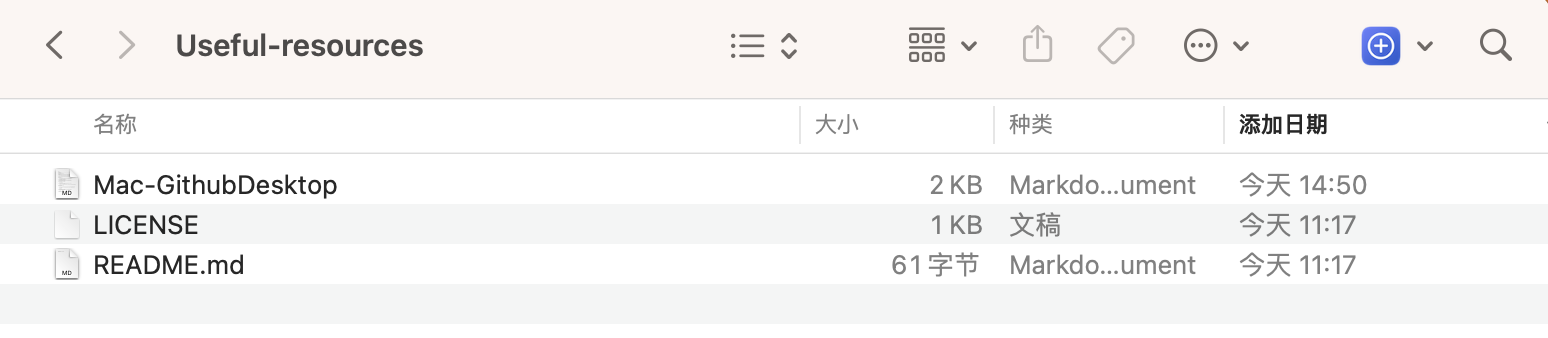 Useful-resources
名称 大小 种类 添加日期
MD Mac-GithubDesktop 2 KB Markdo...ument 今天 14:50
LICENSE 1 KB 文稿 今天 11:17
MD README.md 61 字节 Markdo...ument 今天 11:17